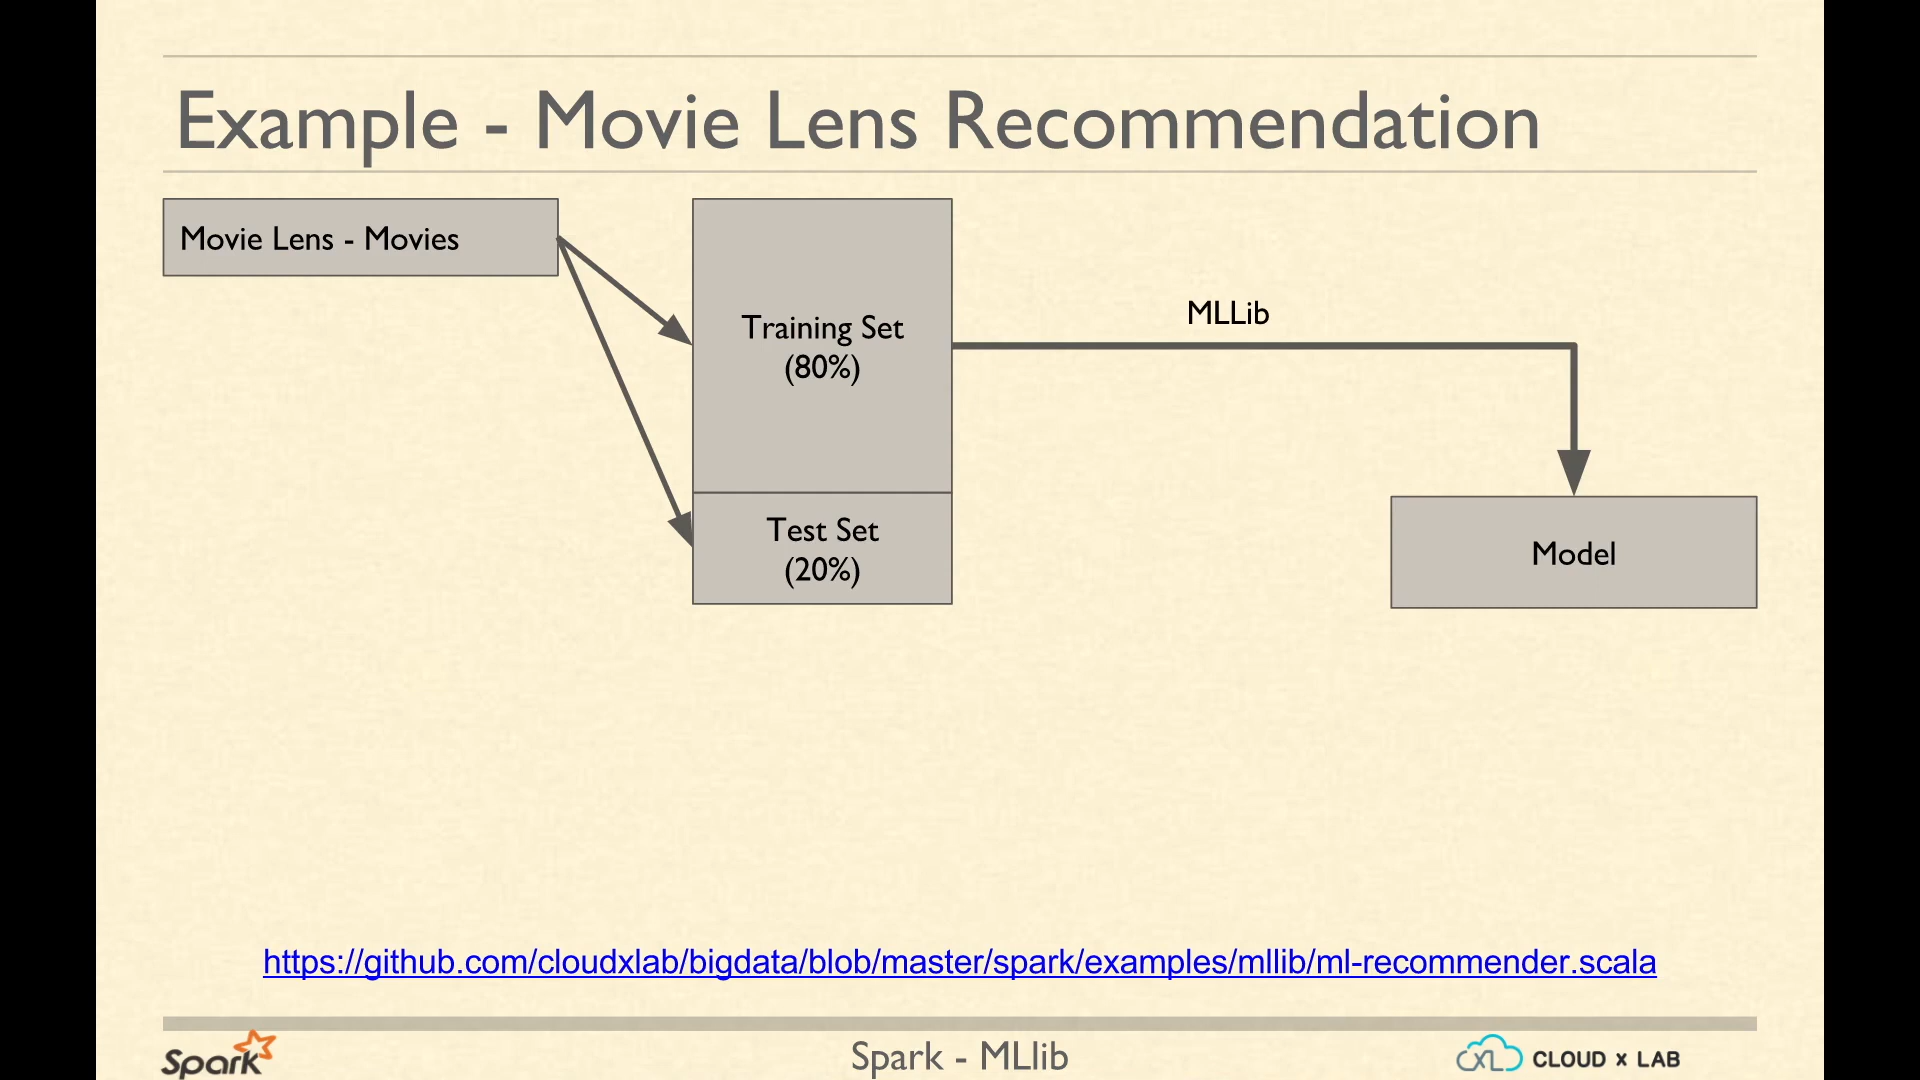 Example - Movie Lens Recommendation
Movie Lens - Movies
Training Set
(80%)
MLLib
Test Set
(20%)
Model
https://github.com/cloudxlab/bigdata/blob/master/spark/examples/mllib/ml-recommender.scala
Spark
Spark - MLlib
CXL CLOUD x LAB